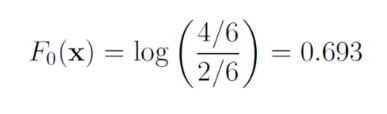 F₀(x) = log ( (4/6) / (2/6) ) = 0.693